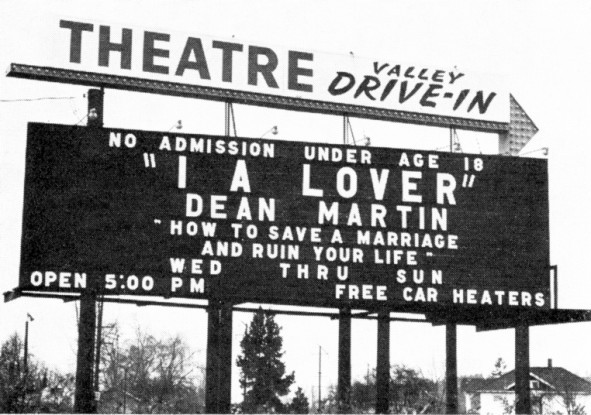 THEATRE VALLEY DRIVE-IN
NO ADMISSION UNDER AGE 18
"I A LOVER"
DEAN MARTIN
"HOW TO SAVE A MARRIAGE
AND RUIN YOUR LIFE"
WED THRU SUN
OPEN 5:00 PM FREE CAR HEATERS